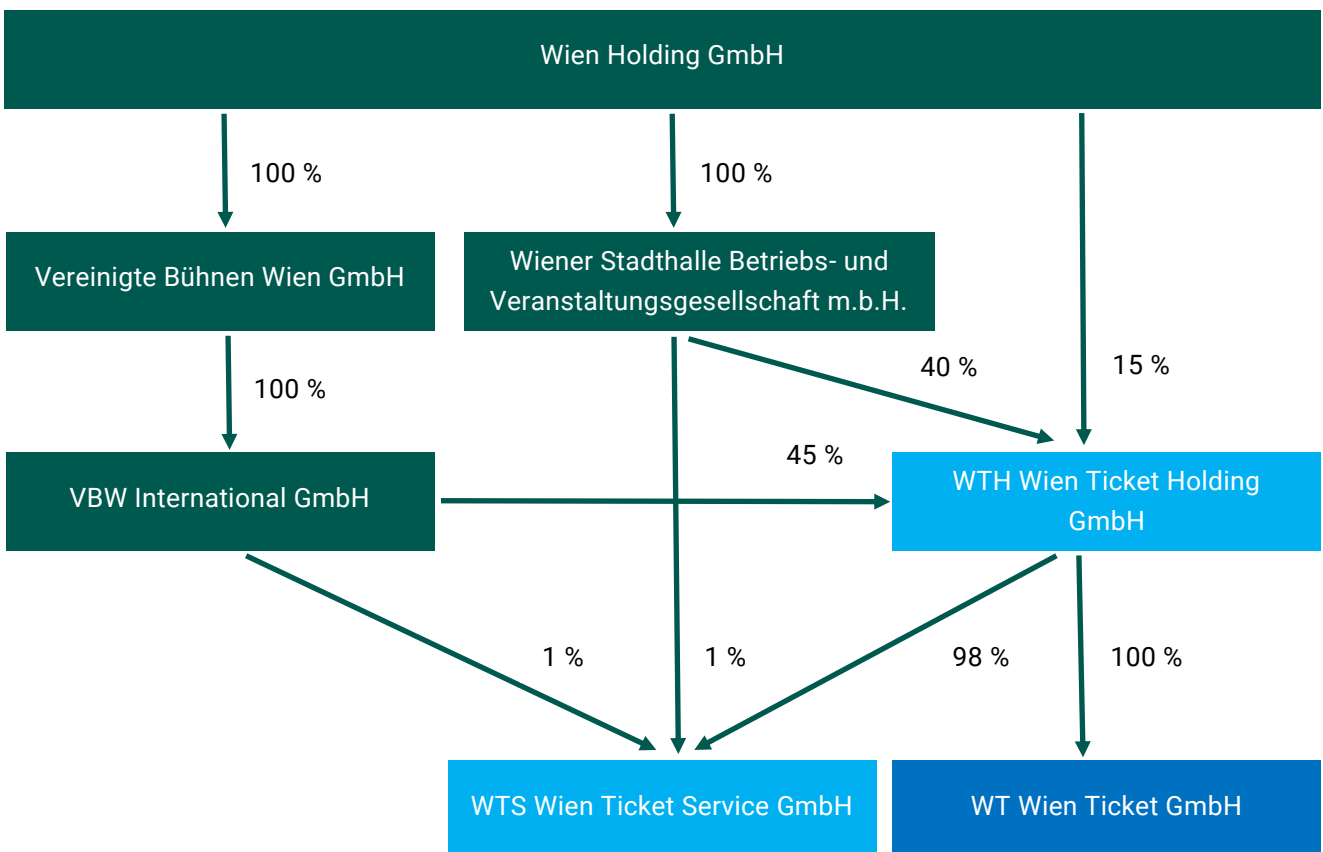 Wien Holding GmbH
100 %
100 %
Vereinigte Bühnen Wien GmbH
Wiener Stadthalle Betriebs- und
Veranstaltungsgesellschaft m.b.H.
100 %
40 %
15 %
45 %
VBW International GmbH
WTH Wien Ticket Holding
GmbH
1 %
1 %
98 %
100 %
WTS Wien Ticket Service GmbH
WT Wien Ticket GmbH